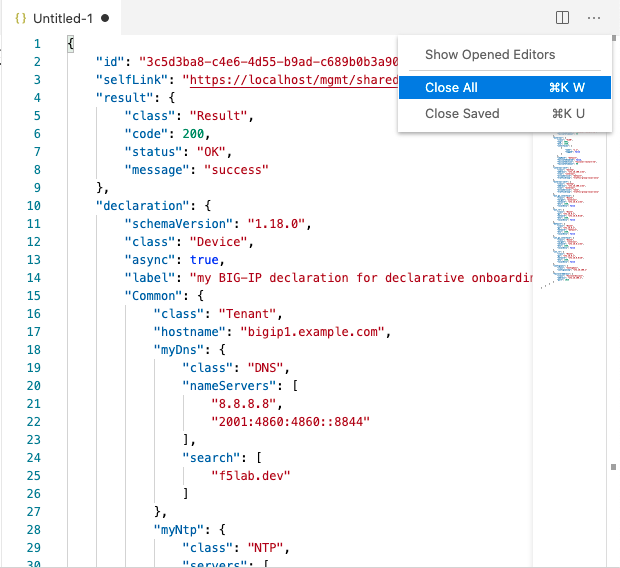 {} Untitled-1 ● ···
Show Opened Editors
Close All ⌘K W
Close Saved ⌘K U
1 {
2 "id": "3c5d3ba8-c4e6-4d55-b9ad-c689b0b3a90
3 "selfLink": "https://localhost/mgmt/shared
4 "result": {
5 "class": "Result",
6 "code": 200,
7 "status": "OK",
8 "message": "success"
9 },
10 "declaration": {
11 "schemaVersion": "1.18.0",
12 "class": "Device",
13 "async": true,
14 "label": "my BIG-IP declaration for declarative onboardin
15 "Common": {
16 "class": "Tenant",
17 "hostname": "bigip1.example.com",
18 "myDns": {
19 "class": "DNS",
20 "nameServers": [
21 "8.8.8.8",
22 "2001:4860:4860::8844"
23 ],
24 "search": [
25 "f5lab.dev"
26 ]
27 },
28 "myNtp": {
29 "class": "NTP",
30 "servers": [